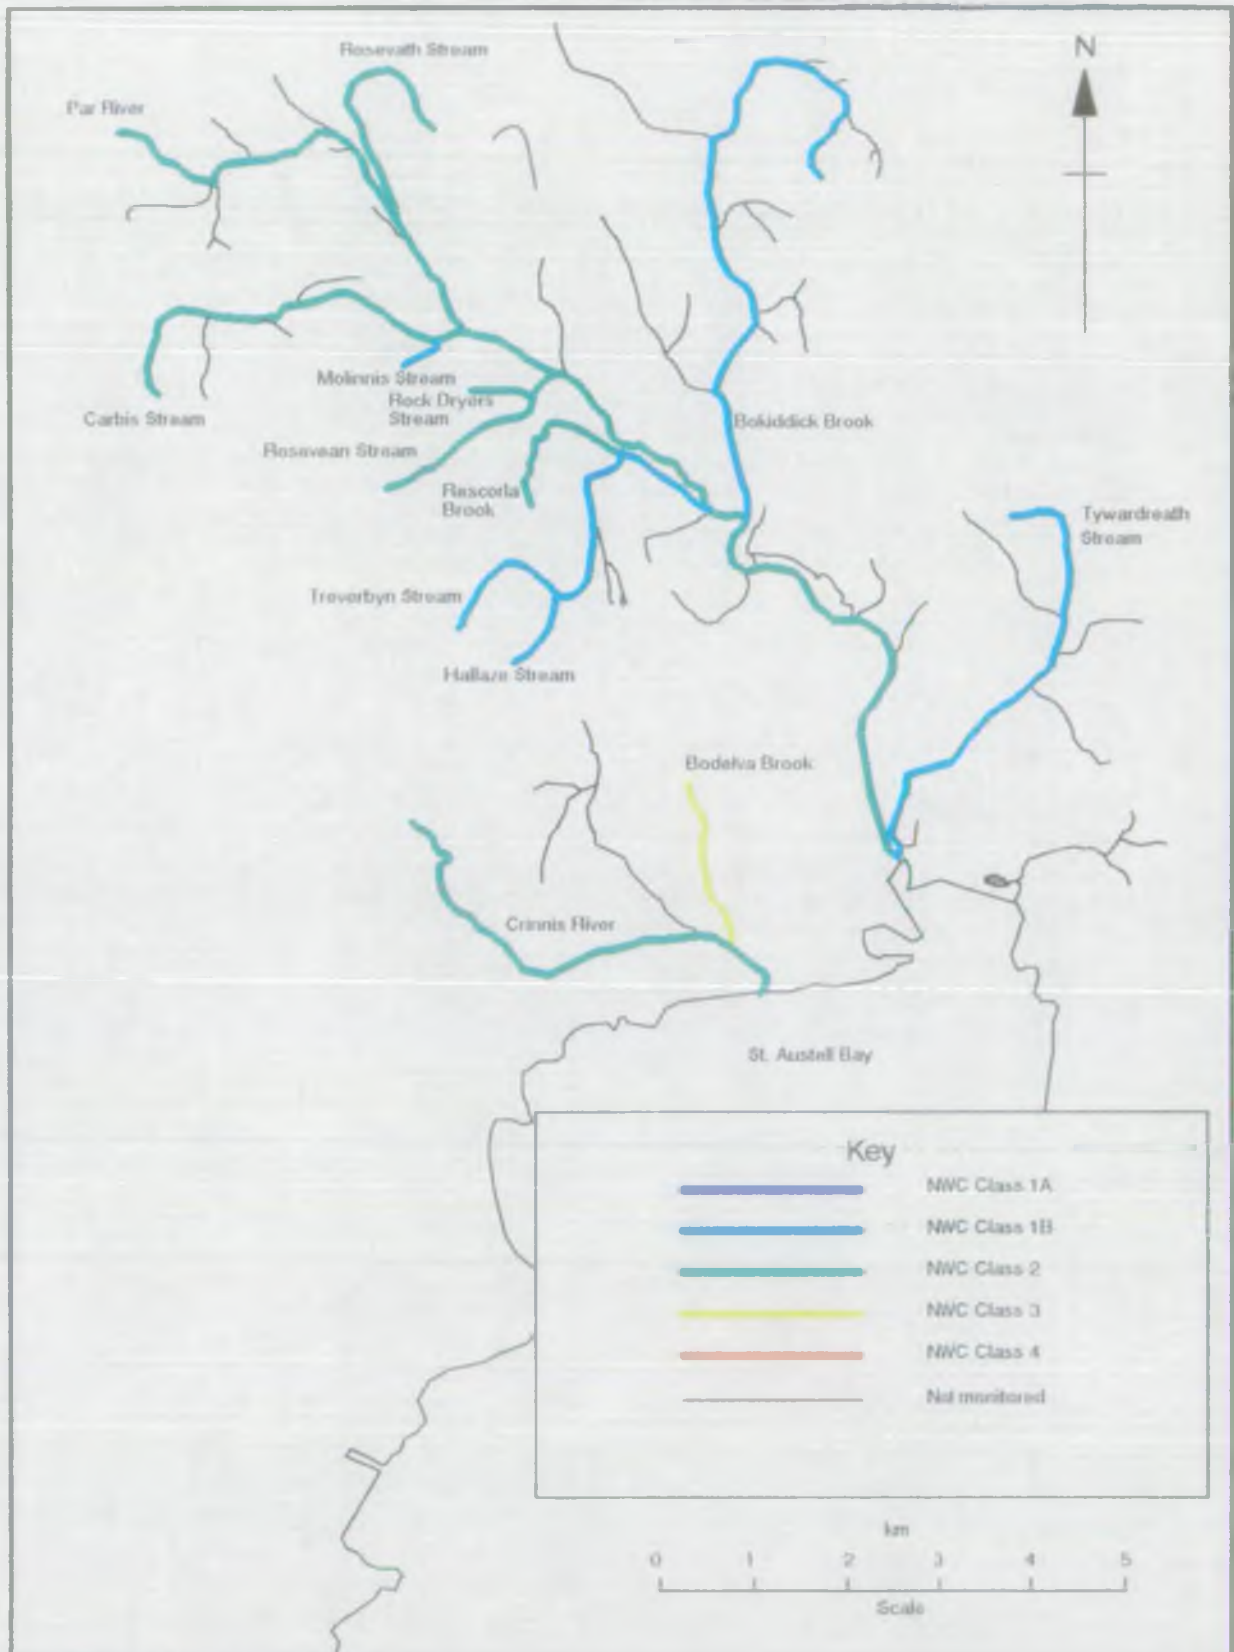 Rosevath Stream
N
Par River
Molinnis Stream
Rock Dryers
Stream
Carbis Stream
Bokiddick Brook
Rosevean Stream
Rescorla
Brook
Tywardreath
Stream
Treverbyn Stream
Hallaze Stream
Bodelva Brook
Crinnis River
St. Austell Bay
Key
NWC Class 1A
NWC Class 1B
NWC Class 2
NWC Class 3
NWC Class 4
Not monitored
km
0 1 2 3 4 5
Scale